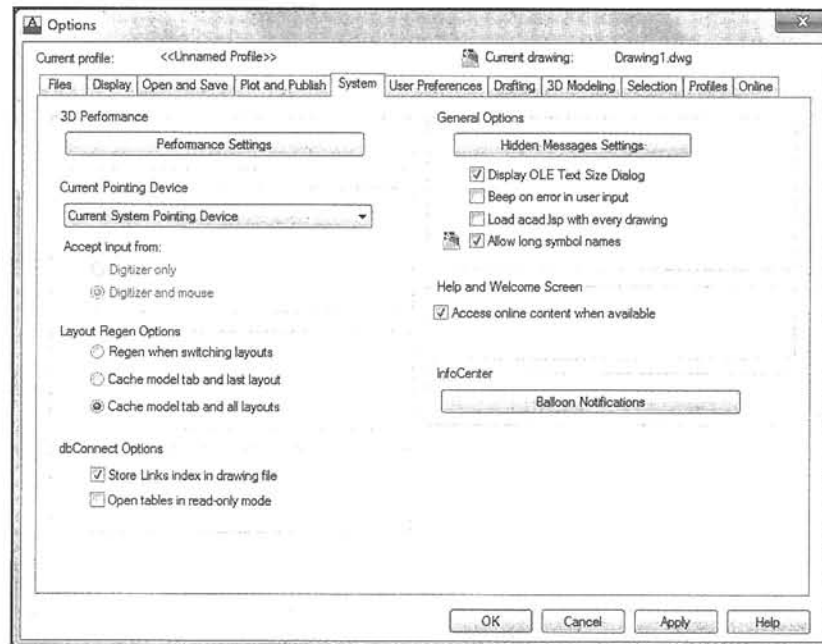 Options
Current profile: <<Unnamed Profile>> Current drawing: Drawing1.dwg
Files Display Open and Save Plot and Publish System User Preferences Drafting 3D Modeling Selection Profiles Online
3D Performance
Performance Settings
Current Pointing Device
Current System Pointing Device
Accept input from:
Digitizer only
Digitizer and mouse
Layout Regen Options
Regen when switching layouts
Cache model tab and last layout
Cache model tab and all layouts
dbConnect Options
Store Links index in drawing file
Open tables in read-only mode
General Options
Hidden Messages Settings
Display OLE Text Size Dialog
Beep on error in user input
Load acad.lsp with every drawing
Allow long symbol names
Help and Welcome Screen
Access online content when available
InfoCenter
Balloon Notifications
OK Cancel Apply Help